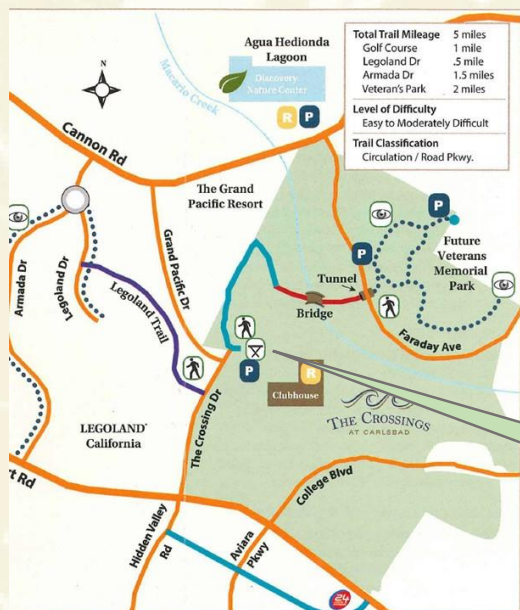 Total Trail Mileage 5 miles
Golf Course 1 mile
Legoland Dr .5 mile
Armada Dr 1.5 miles
Veteran's Park 2 miles
Level of Difficulty
Easy to Moderately Difficult
Trail Classification
Circulation / Road Pkwy.
Agua Hedionda
Lagoon
Discovery
Nature Center
R P
Macario Creek
N
Cannon Rd
The Grand
Pacific Resort
Grand Pacific Dr
P
P
Future
Veterans
Memorial
Park
Tunnel
Bridge
Faraday Ave
Armada Dr
Legoland Dr
Legoland Trail
P
R
Clubhouse
THE CROSSINGS
AT CARLSBAD
The Crossing Dr
LEGOLAND
California
College Blvd
rt Rd
Hidden Valley
Rd
Aviara
Pkwy
24